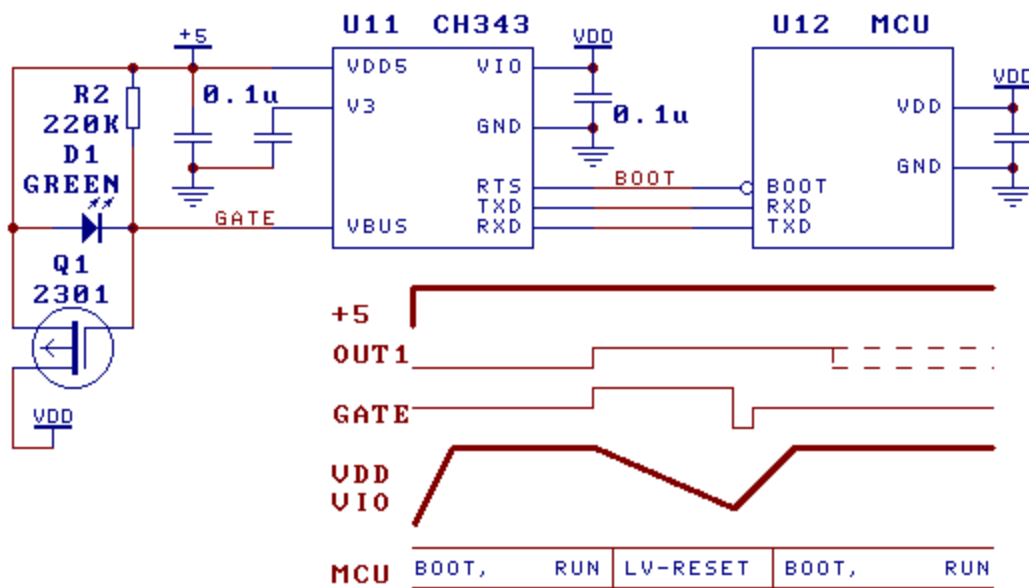 U11 CH343
U12 MCU
+5
VDD
VDD
VDD5
VIO
R2
0.1u
V3
VDD
220K
0.1u
GND
D1
GND
GREEN
RTS
BOOT
BOOT
TXD
RXD
GATE
VBUS
RXD
TXD
Q1
2301
+5
OUT1
VDD
GATE
VDD
VIO
MCU
BOOT, RUN
LV-RESET
BOOT, RUN